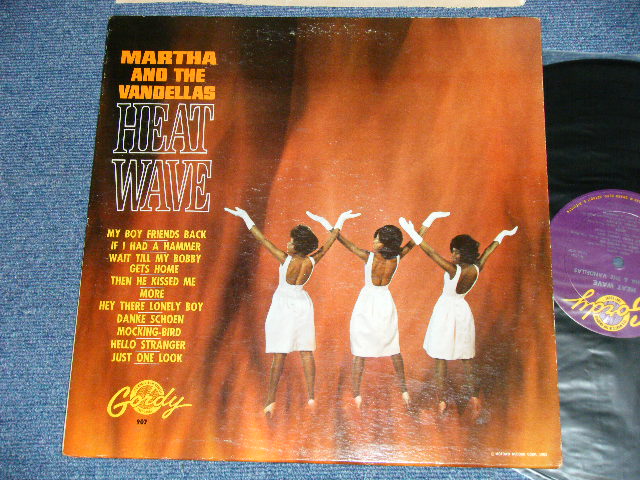 MARTHA
AND THE
VANDELLAS
HEAT
WAVE
MY BOY FRIENDS BACK
IF I HAD A HAMMER
WAIT TILL MY BOBBY
GETS HOME
THEN HE KISSED ME
MORE
HEY THERE LONELY BOY
DANKE SCHOEN
MOCKING-BIRD
HELLO STRANGER
JUST ONE LOOK
Gordy
907
HEAT WAVE
VANDELLAS
Gordy